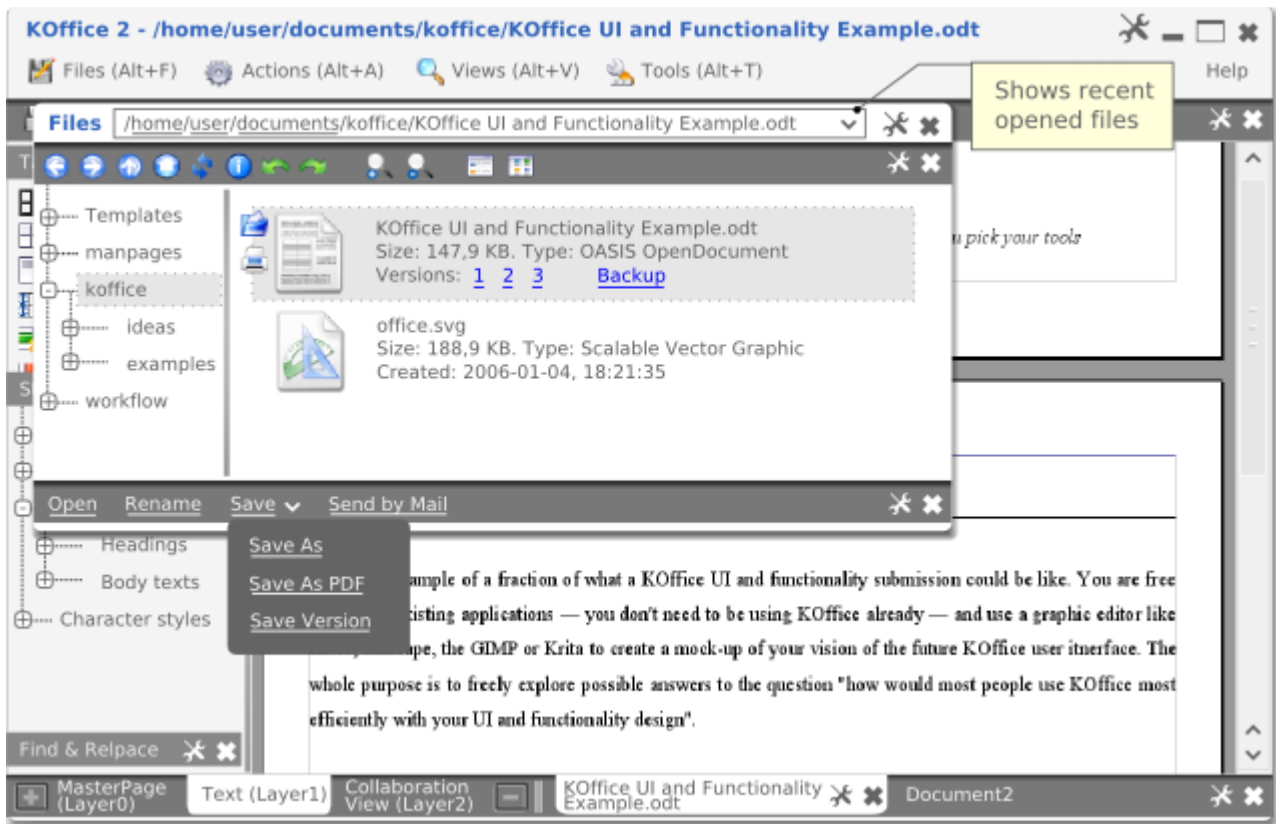 KOffice 2 - /home/user/documents/koffice/KOffice UI and Functionality Example.odt
Files (Alt+F) Actions (Alt+A) Views (Alt+V) Tools (Alt+T) Help
Shows recent
opened files
Files /home/user/documents/koffice/KOffice UI and Functionality Example.odt
Templates
manpages
koffice
ideas
examples
workflow
KOffice UI and Functionality Example.odt
Size: 147,9 KB. Type: OASIS OpenDocument
Versions: 1 2 3 Backup
office.svg
Size: 188,9 KB. Type: Scalable Vector Graphic
Created: 2006-01-04, 18:21:35
pick your tools
Open Rename Save Send by Mail
Save As
Save As PDF
Save Version
Headings
Body texts
Character styles
of a fraction of what a KOffice UI and functionality submission could be like. You are free
applications — you don't need to be using KOffice already — and use a graphic editor like
the GIMP or Krita to create a mock-up of your vision of the future KOffice user itnerface. The
whole purpose is to freely explore possible answers to the question "how would most people use KOffice most
efficiently with your UI and functionality design".
Find & Relpace
MasterPage
(Layer0)
Text (Layer1)
Collaboration
View (Layer2)
KOffice UI and Functionality
Example.odt
Document2